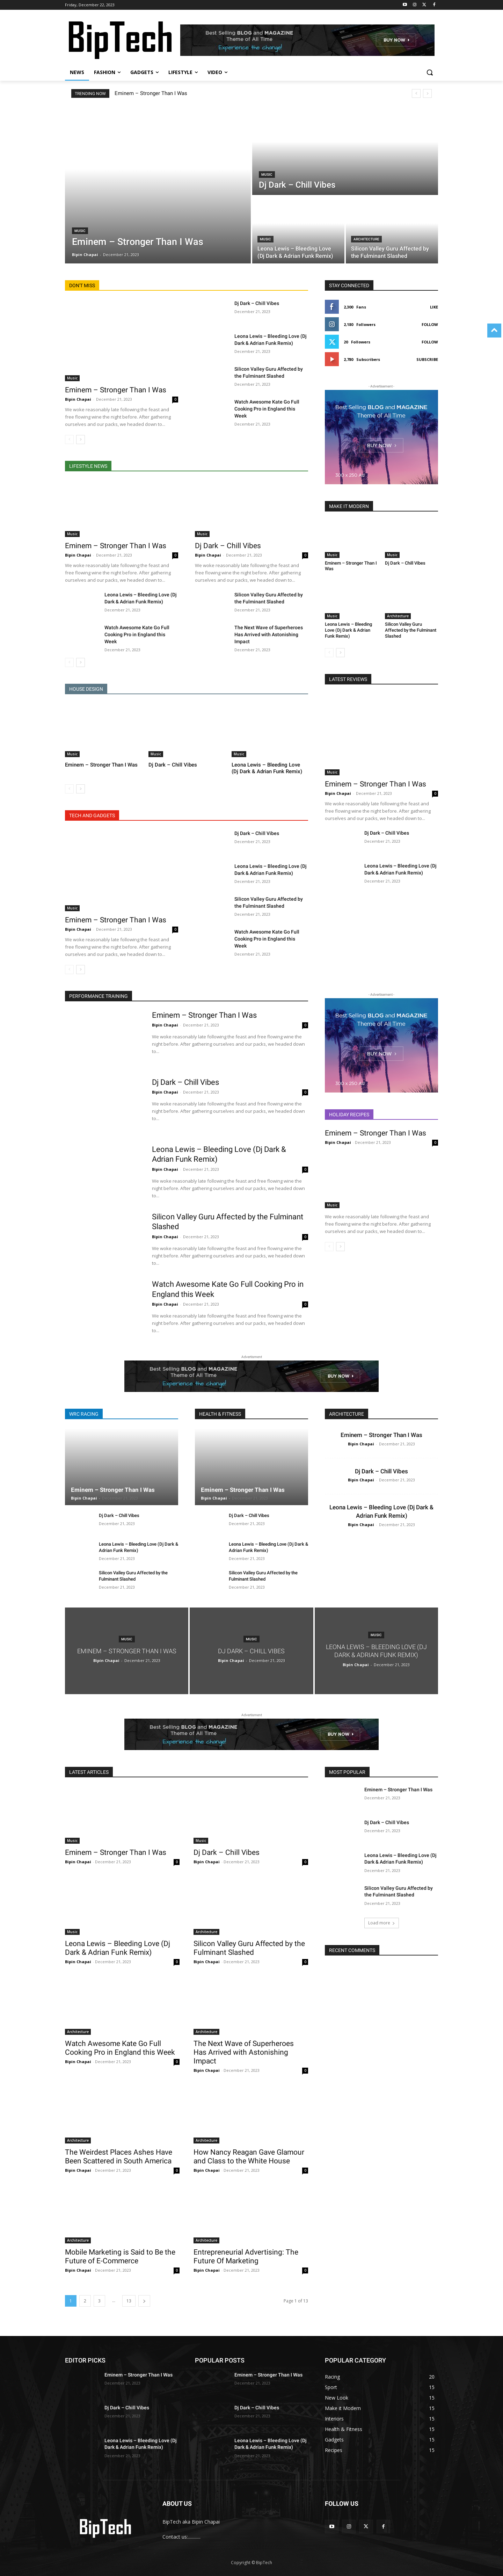 Friday, December 22, 2023
BipTech
Best Selling BLOG and MAGAZINE
Theme of All Time
Experience the change!
BUY NOW
NEWS
FASHION
GADGETS
LIFESTYLE
VIDEO
TRENDING NOW
Eminem – Stronger Than I Was
MUSIC
Eminem – Stronger Than I Was
Bipin Chapai - December 21, 2023
MUSIC
Dj Dark – Chill Vibes
MUSIC
Leona Lewis – Bleeding Love
(Dj Dark & Adrian Funk Remix)
ARCHITECTURE
Silicon Valley Guru Affected by
the Fulminant Slashed
DON'T MISS
Music
Eminem – Stronger Than I Was
Bipin Chapai - December 21, 2023 0
We woke reasonably late following the feast and
free flowing wine the night before. After gathering
ourselves and our packs, we headed down to...
Dj Dark – Chill Vibes
December 21, 2023
Leona Lewis – Bleeding Love (Dj
Dark & Adrian Funk Remix)
December 21, 2023
Silicon Valley Guru Affected by
the Fulminant Slashed
December 21, 2023
Watch Awesome Kate Go Full
Cooking Pro in England this
Week
December 21, 2023
STAY CONNECTED
2,300 Fans LIKE
2,180 Followers FOLLOW
20 Followers FOLLOW
2,780 Subscribers SUBSCRIBE
- Advertisement -
Best Selling BLOG and MAGAZINE
Theme of All Time
BUY NOW
300 x 250 AD
LIFESTYLE NEWS
Music
Eminem – Stronger Than I Was
Bipin Chapai - December 21, 2023 0
We woke reasonably late following the feast and
free flowing wine the night before. After gathering
ourselves and our packs, we headed down to...
Music
Dj Dark – Chill Vibes
Bipin Chapai - December 21, 2023 0
We woke reasonably late following the feast and
free flowing wine the night before. After gathering
ourselves and our packs, we headed down to...
Leona Lewis – Bleeding Love (Dj
Dark & Adrian Funk Remix)
December 21, 2023
Silicon Valley Guru Affected by
the Fulminant Slashed
December 21, 2023
Watch Awesome Kate Go Full
Cooking Pro in England this
Week
December 21, 2023
The Next Wave of Superheroes
Has Arrived with Astonishing
Impact
December 21, 2023
MAKE IT MODERN
Music
Eminem – Stronger Than I
Was
Music
Dj Dark – Chill Vibes
Music
Leona Lewis – Bleeding
Love (Dj Dark & Adrian
Funk Remix)
Architecture
Silicon Valley Guru
Affected by the Fulminant
Slashed
HOUSE DESIGN
Music
Eminem – Stronger Than I Was
Music
Dj Dark – Chill Vibes
Music
Leona Lewis – Bleeding Love
(Dj Dark & Adrian Funk Remix)
LATEST REVIEWS
Music
Eminem – Stronger Than I Was
Bipin Chapai - December 21, 2023 0
We woke reasonably late following the feast and
free flowing wine the night before. After gathering
ourselves and our packs, we headed down to...
Dj Dark – Chill Vibes
December 21, 2023
Leona Lewis – Bleeding Love (Dj
Dark & Adrian Funk Remix)
December 21, 2023
TECH AND GADGETS
Music
Eminem – Stronger Than I Was
Bipin Chapai - December 21, 2023 0
We woke reasonably late following the feast and
free flowing wine the night before. After gathering
ourselves and our packs, we headed down to...
Dj Dark – Chill Vibes
December 21, 2023
Leona Lewis – Bleeding Love (Dj
Dark & Adrian Funk Remix)
December 21, 2023
Silicon Valley Guru Affected by
the Fulminant Slashed
December 21, 2023
Watch Awesome Kate Go Full
Cooking Pro in England this
Week
December 21, 2023
PERFORMANCE TRAINING
Eminem – Stronger Than I Was
Bipin Chapai - December 21, 2023 0
We woke reasonably late following the feast and free flowing wine the
night before. After gathering ourselves and our packs, we headed down
to...
Dj Dark – Chill Vibes
Bipin Chapai - December 21, 2023 0
We woke reasonably late following the feast and free flowing wine the
night before. After gathering ourselves and our packs, we headed down
to...
Leona Lewis – Bleeding Love (Dj Dark &
Adrian Funk Remix)
Bipin Chapai - December 21, 2023 0
We woke reasonably late following the feast and free flowing wine the
night before. After gathering ourselves and our packs, we headed down
to...
Silicon Valley Guru Affected by the Fulminant
Slashed
Bipin Chapai - December 21, 2023 0
We woke reasonably late following the feast and free flowing wine the
night before. After gathering ourselves and our packs, we headed down
to...
Watch Awesome Kate Go Full Cooking Pro in
England this Week
Bipin Chapai - December 21, 2023 0
We woke reasonably late following the feast and free flowing wine the
night before. After gathering ourselves and our packs, we headed down
to...
- Advertisement -
Best Selling BLOG and MAGAZINE
Theme of All Time
BUY NOW
300 x 250 AD
HOLIDAY RECIPES
Eminem – Stronger Than I Was
Bipin Chapai - December 21, 2023 0
Music
We woke reasonably late following the feast and
free flowing wine the night before. After gathering
ourselves and our packs, we headed down to...
- Advertisement -
Best Selling BLOG and MAGAZINE
Theme of All Time
Experience the change!
BUY NOW
WRC RACING
Eminem – Stronger Than I Was
Bipin Chapai
Dj Dark – Chill Vibes
December 21, 2023
Leona Lewis – Bleeding Love (Dj Dark &
Adrian Funk Remix)
December 21, 2023
Silicon Valley Guru Affected by the
Fulminant Slashed
December 21, 2023
HEALTH & FITNESS
Eminem – Stronger Than I Was
Bipin Chapai
Dj Dark – Chill Vibes
December 21, 2023
Leona Lewis – Bleeding Love (Dj Dark &
Adrian Funk Remix)
December 21, 2023
Silicon Valley Guru Affected by the
Fulminant Slashed
December 21, 2023
ARCHITECTURE
Eminem – Stronger Than I Was
Bipin Chapai - December 21, 2023
Dj Dark – Chill Vibes
Bipin Chapai - December 21, 2023
Leona Lewis – Bleeding Love (Dj Dark &
Adrian Funk Remix)
Bipin Chapai - December 21, 2023
MUSIC
EMINEM – STRONGER THAN I WAS
Bipin Chapai - December 21, 2023
MUSIC
DJ DARK – CHILL VIBES
Bipin Chapai - December 21, 2023
MUSIC
LEONA LEWIS – BLEEDING LOVE (DJ
DARK & ADRIAN FUNK REMIX)
Bipin Chapai - December 21, 2023
- Advertisement -
Best Selling BLOG and MAGAZINE
Theme of All Time
Experience the change!
BUY NOW
LATEST ARTICLES
Music
Eminem – Stronger Than I Was
Bipin Chapai - December 21, 2023 0
Music
Dj Dark – Chill Vibes
Bipin Chapai - December 21, 2023 0
Music
Leona Lewis – Bleeding Love (Dj
Dark & Adrian Funk Remix)
Bipin Chapai - December 21, 2023 0
Architecture
Silicon Valley Guru Affected by the
Fulminant Slashed
Bipin Chapai - December 21, 2023 0
Architecture
Watch Awesome Kate Go Full
Cooking Pro in England this Week
Bipin Chapai - December 21, 2023 0
Architecture
The Next Wave of Superheroes
Has Arrived with Astonishing
Impact
Bipin Chapai - December 21, 2023 0
Architecture
The Weirdest Places Ashes Have
Been Scattered in South America
Bipin Chapai - December 21, 2023 0
Architecture
How Nancy Reagan Gave Glamour
and Class to the White House
Bipin Chapai - December 21, 2023 0
Architecture
Mobile Marketing is Said to Be the
Future of E-Commerce
Bipin Chapai - December 21, 2023 0
Architecture
Entrepreneurial Advertising: The
Future Of Marketing
Bipin Chapai - December 21, 2023 0
1 2 3 ... 13
Page 1 of 13
MOST POPULAR
Eminem – Stronger Than I Was
December 21, 2023
Dj Dark – Chill Vibes
December 21, 2023
Leona Lewis – Bleeding Love (Dj
Dark & Adrian Funk Remix)
December 21, 2023
Silicon Valley Guru Affected by
the Fulminant Slashed
December 21, 2023
Load more
RECENT COMMENTS
EDITOR PICKS
Eminem – Stronger Than I Was
December 21, 2023
Dj Dark – Chill Vibes
December 21, 2023
Leona Lewis – Bleeding Love (Dj
Dark & Adrian Funk Remix)
December 21, 2023
POPULAR POSTS
Eminem – Stronger Than I Was
December 21, 2023
Dj Dark – Chill Vibes
December 21, 2023
Leona Lewis – Bleeding Love (Dj
Dark & Adrian Funk Remix)
December 21, 2023
POPULAR CATEGORY
Racing 20
Sport 15
New Look 15
Make it Modern 15
Interiors 15
Health & Fitness 15
Gadgets 15
Recipes 15
BipTech
ABOUT US
BipTech aka Bipin Chapai
Contact us:..........
FOLLOW US
Copyright © BipTech